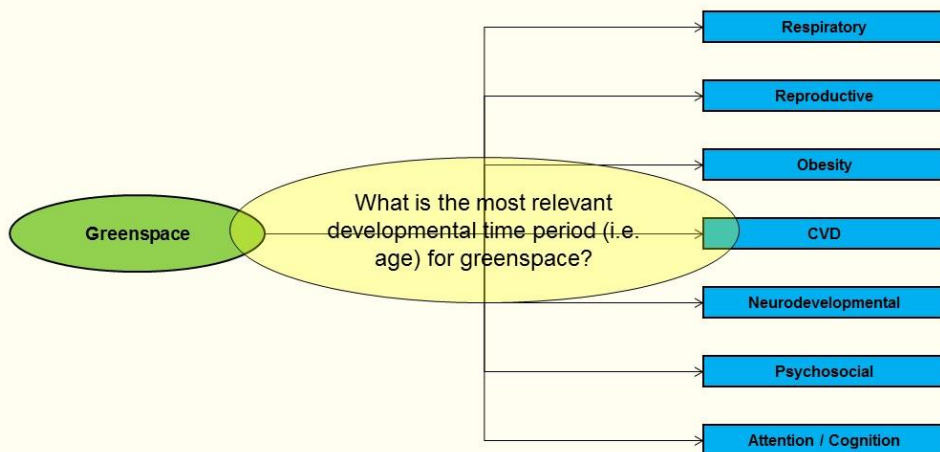 Respiratory
Reproductive
Obesity
What is the most relevant
developmental time period (i.e.
age) for greenspace?
Greenspace
CVD
Neurodevelopmental
Psychosocial
Attention / Cognition